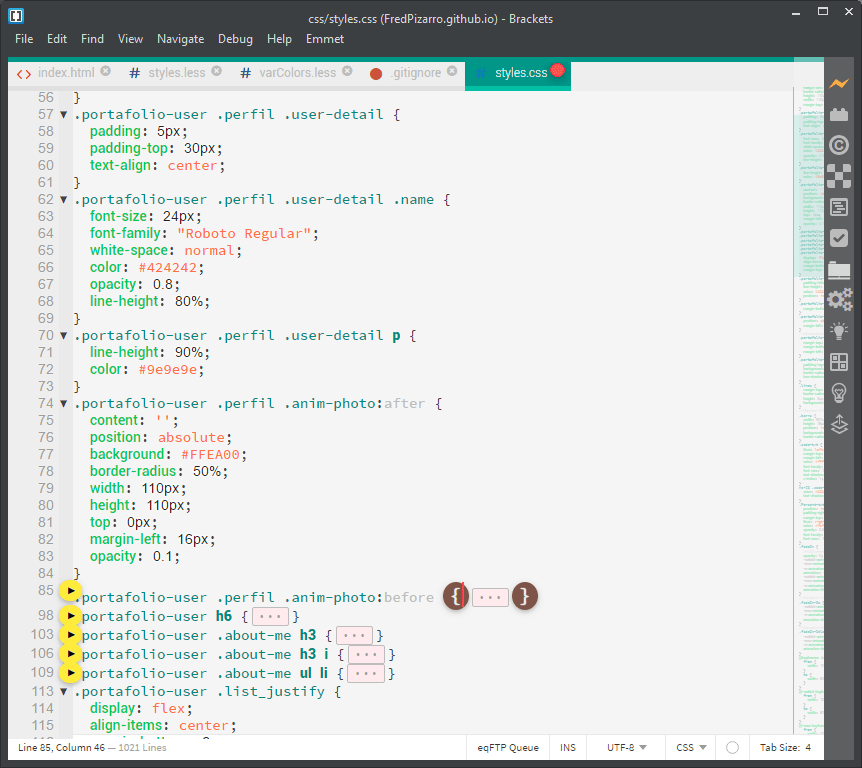 css/styles.css (FredPizarro.github.io) - Brackets
File Edit Find View Navigate Debug Help Emmet
index.html # styles.less # varColors.less .gitignore # styles.css
56 }
57 .portafolio-user .perfil .user-detail {
58 padding: 5px;
59 padding-top: 30px;
60 text-align: center;
61 }
62 .portafolio-user .perfil .user-detail .name {
63 font-size: 24px;
64 font-family: "Roboto Regular";
65 white-space: normal;
66 color: #424242;
67 opacity: 0.8;
68 line-height: 80%;
69 }
70 .portafolio-user .perfil .user-detail p {
71 line-height: 90%;
72 color: #9e9e9e;
73 }
74 .portafolio-user .perfil .anim-photo:after {
75 content: '';
76 position: absolute;
77 background: #FFEA00;
78 border-radius: 50%;
79 width: 110px;
80 height: 110px;
81 top: 0px;
82 margin-left: 16px;
83 opacity: 0.1;
84 }
85 .portafolio-user .perfil .anim-photo:before {...}
98 .portafolio-user h6 {...}
103 .portafolio-user .about-me h3 {...}
106 .portafolio-user .about-me h3 i {...}
109 .portafolio-user .about-me ul li {...}
113 .portafolio-user .list_justify {
114 display: flex;
115 align-items: center;
Line 85, Column 46 — 1021 Lines eqFTP Queue INS UTF-8 CSS Tab Size: 4